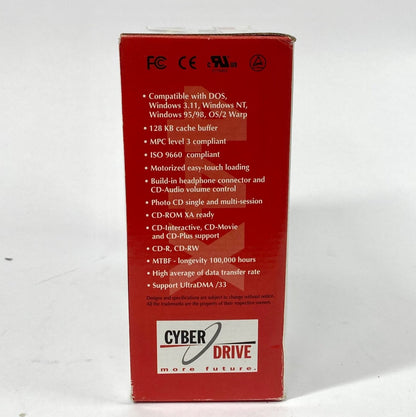 FC CE c UL us
• Compatible with DOS,
Windows 3.11, Windows NT,
Windows 95/98, OS/2 Warp
• 128 KB cache buffer
• MPC level 3 compliant
• ISO 9660 compliant
• Motorized easy-touch loading
• Build-in headphone connector and
CD-Audio volume control
• Photo CD single and multi-session
• CD-ROM XA ready
• CD-Interactive, CD-Movie
and CD-Plus support
• CD-R, CD-RW
• MTBF - longevity 100,000 hours
• High average of data transfer rate
• Support UltraDMA /33
Designs and specifications are subject to change without notice.
All the trademarks are the property of their respective owners.
CYBER
DRIVE
more future.